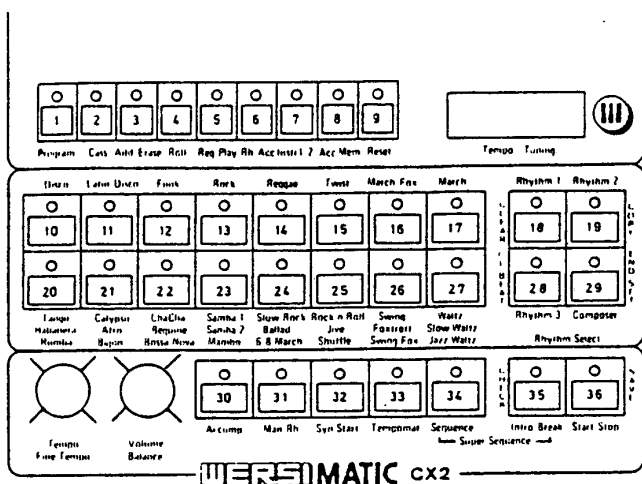 1 2 3 4 5 6 7 8 9
Program Cass Add Erase Roll Reg Play Rh Acc Instr 1 2 Acc Mem Reset
Tempo Tuning
Disco Latin Disco Funk Rock Reggae Twist March Fox March Rhythm 1 Rhythm 2
10 11 12 13 14 15 16 17 18 19
CLEAR COPY
20 21 22 23 24 25 26 27 28 29
Tango Calypso ChaCha Samba 1 Slow Rock Rock n Roll Swing Waltz Rhythm 3 Composer
Habanera Afro Beguine Samba 2 Ballad Jive Foxtrott Slow Waltz
Rumba Bajon Bossa Nova Mambo 6 8 March Shuffle Swing Fox Jazz Waltz Rhythm Select
30 31 32 33 34 35 36
CHECK SAVE
Accomp Man Rh Syn Start Tempomat Sequence Intro Break Start Stop
Tempo Volume Super Sequence
Fine Tempo Balance
WERSIMATIC CX2